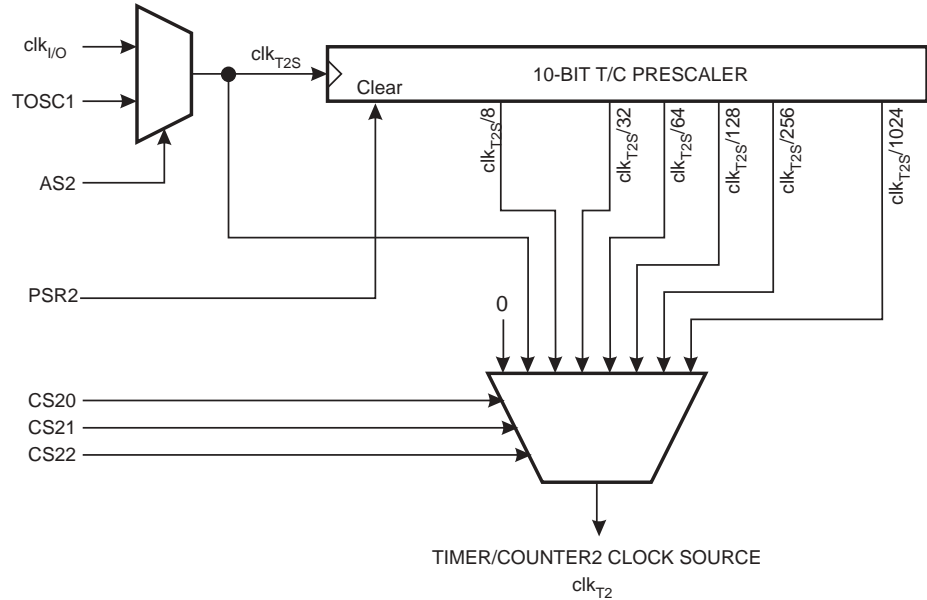 clkI/O
TOSC1
AS2
PSR2
clkT2S
10-BIT T/C PRESCALER
Clear
clkT2S/8
clkT2S/32
clkT2S/64
clkT2S/128
clkT2S/256
clkT2S/1024
0
CS20
CS21
CS22
TIMER/COUNTER2 CLOCK SOURCE
clkT2